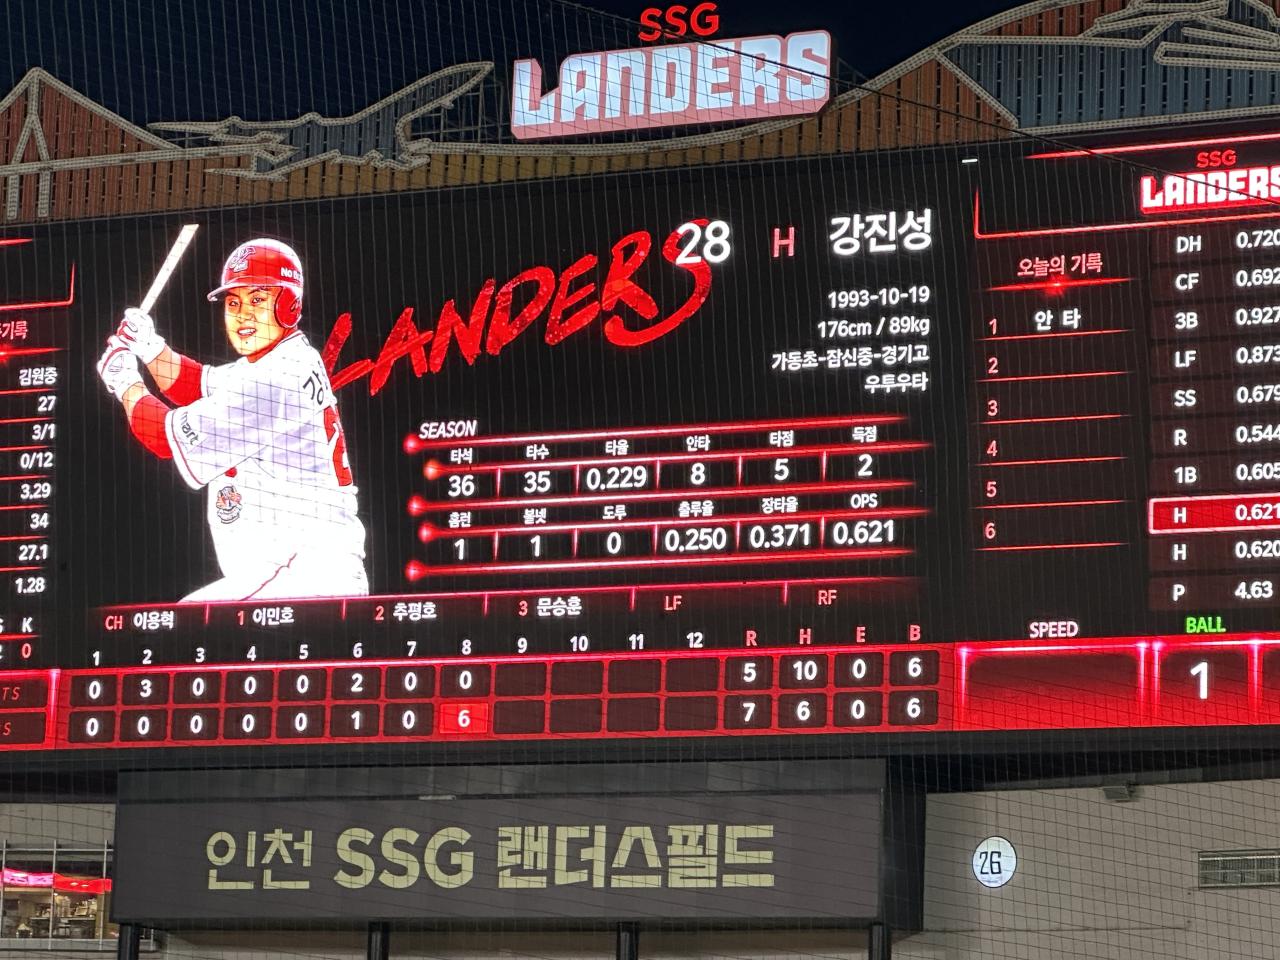 SSG
LANDERS
LANDERS
28 H 강진성
1993-10-19
176cm / 89kg
가동초-잠신중-경기고
우투우타
SEASON
타석 타수 타율 안타 타점 득점
36 35 0.229 8 5 2
홈런 볼넷 도루 출루율 장타율 OPS
1 1 0 0.250 0.371 0.621
김원중
27
3/1
0/12
3.29
34
27.1
1.28
K
0
SSG
LANDERS
오늘의 기록
1 안 타
2
3
4
5
6
DH 0.720
CF 0.692
3B 0.927
LF 0.873
SS 0.679
R 0.544
1B 0.605
H 0.621
H 0.620
P 4.63
CH 이용혁 1 이민호 2 추평호 3 문승훈 LF RF
1 2 3 4 5 6 7 8 9 10 11 12 R H E B
TS 0 3 0 0 0 2 0 0 5 10 0 6
S 0 0 0 0 0 1 0 6 7 6 0 6
SPEED BALL
1
인천 SSG 랜더스필드
26